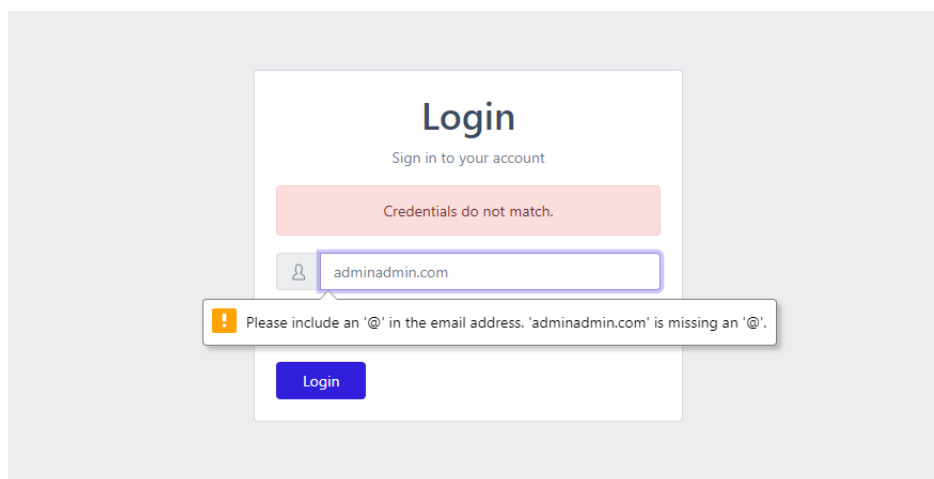 Login
Sign in to your account
Credentials do not match.
adminadmin.com
Please include an '@' in the email address. 'adminadmin.com' is missing an '@'.
Login